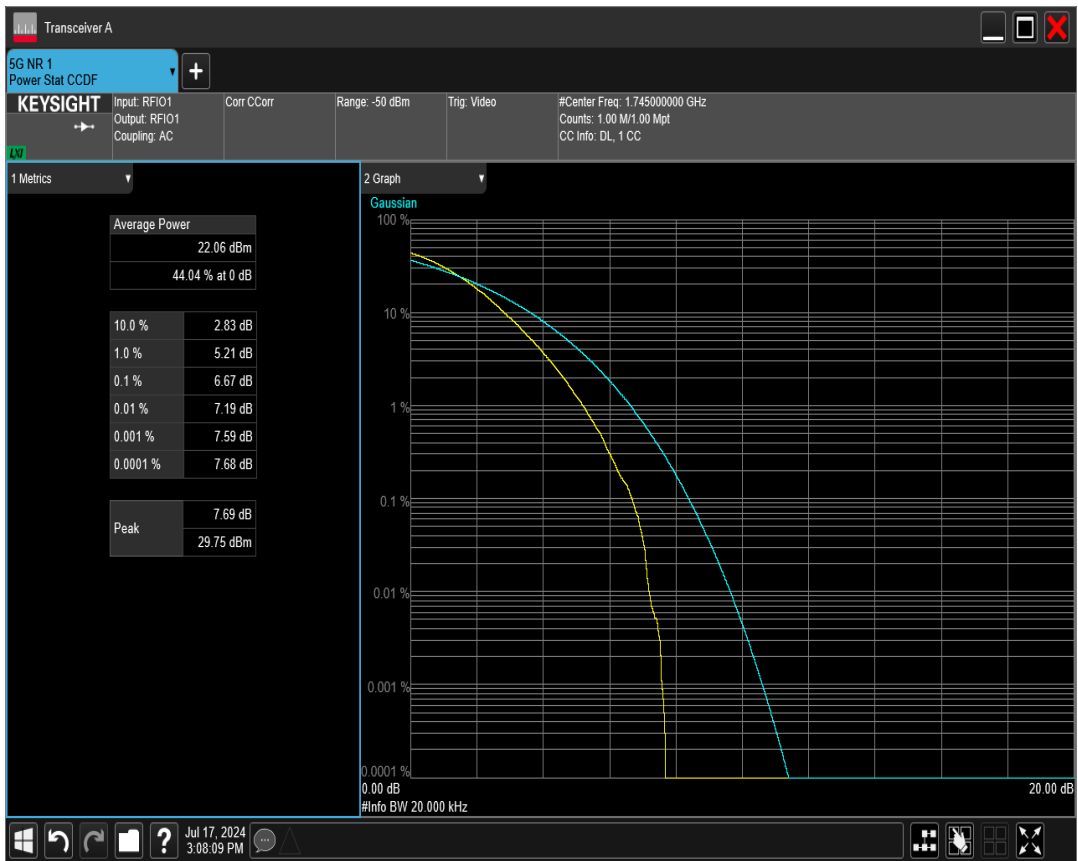 Transceiver A
5G NR 1
Power Stat CCDF
+
KEYSIGHT
LXI
Input: RFIO1
Output: RFIO1
Coupling: AC
Corr CCorr
Range: -50 dBm
Trig: Video
#Center Freq: 1.745000000 GHz
Counts: 1.00 M/1.00 Mpt
CC Info: DL, 1 CC
1 Metrics
Average Power
22.06 dBm
44.04 % at 0 dB
10.0 % 2.83 dB
1.0 % 5.21 dB
0.1 % 6.67 dB
0.01 % 7.19 dB
0.001 % 7.59 dB
0.0001 % 7.68 dB
Peak 7.69 dB
29.75 dBm
2 Graph
Gaussian
100 %
10 %
1 %
0.1 %
0.01 %
0.001 %
0.0001 %
0.00 dB 20.00 dB
#Info BW 20.000 kHz
? Jul 17, 2024
3:08:09 PM